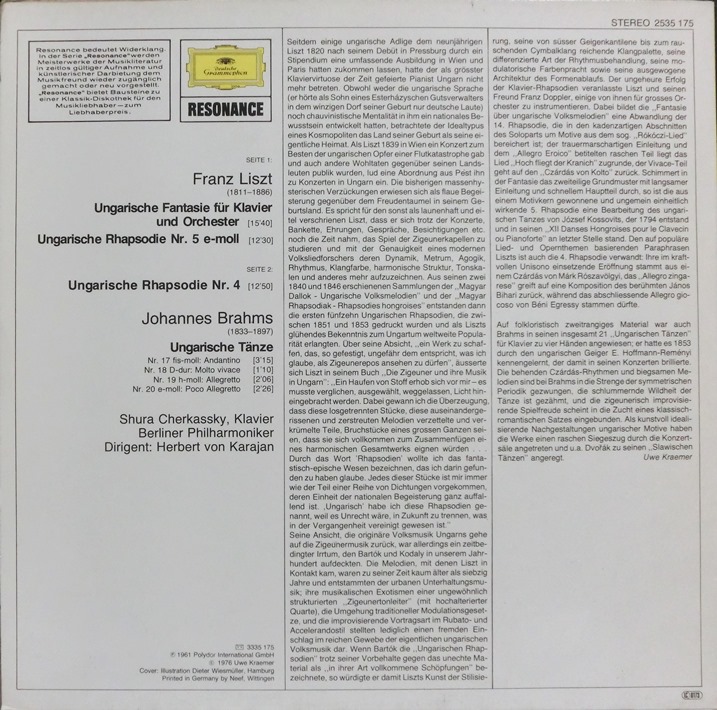 STEREO 2535 175
Resonance bedeutet Widerklang.
In der Serie „Resonance" werden
Meisterwerke der Musikliteratur
in zeitlos gültiger Aufnahme und
künstlerischer Darbietung dem
Musikfreund wieder zugänglich
gemacht oder neu vorgestellt.
„Resonance" bietet Bausteine zu
einer Klassik-Diskothek für den
Musikliebhaber — zum
Liebhaberpreis.
Deutsche
Grammophon
RESONANCE
SEITE 1:
Franz Liszt
(1811–1886)
Ungarische Fantasie für Klavier
und Orchester [15'40]
Ungarische Rhapsodie Nr. 5 e-moll [12'30]
SEITE 2:
Ungarische Rhapsodie Nr. 4 [12'50]
Johannes Brahms
(1833–1897)
Ungarische Tänze
Nr. 17 fis-moll: Andantino [3'15]
Nr. 18 D-dur: Molto vivace [1'10]
Nr. 19 h-moll: Allegretto [2'06]
Nr. 20 e-moll: Poco Allegretto [2'26]
Shura Cherkassky, Klavier
Berliner Philharmoniker
Dirigent: Herbert von Karajan
3335 175
℗ 1961 Polydor International GmbH
© 1976 Uwe Kraemer
Cover: Illustration Dieter Wiesmüller, Hamburg
Printed in Germany by Neef, Wittingen
Seitdem einige ungarische Adlige dem neunjährigen
Liszt 1820 nach seinem Debüt in Pressburg durch ein
Stipendium eine umfassende Ausbildung in Wien und
Paris hatten zukommen lassen, hatte der als grösster
Klaviervirtuose der Zeit gefeierte Pianist Ungarn nicht
mehr betreten. Obwohl weder die ungarische Sprache
(er hörte als Sohn eines Esterházyschen Gutsverwalters
in dem winzigen Dorf seiner Geburt nur deutsche Laute)
noch chauvinistische Mentalität in ihm ein nationales Be-
wusstsein entwickelt hatten, betrachtete der Idealtypus
eines Kosmopoliten das Land seiner Geburt als seine ei-
gentliche Heimat. Als Liszt 1839 in Wien ein Konzert zum
Besten der ungarischen Opfer einer Flutkatastrophe gab
und auch andere Wohltaten gegenüber seinen Lands-
leuten publik wurden, lud eine Abordnung aus Pest ihn
zu Konzerten in Ungarn ein. Die bisherigen massenhy-
sterischen Verzückungen erwiesen sich als flaue Begei-
sterung gegenüber dem Freudentaumel in seinem Ge-
burtsland. Es spricht für den sonst als launenhaft und ei-
tel verschrienen Liszt, dass er sich trotz der Konzerte,
Bankette, Ehrungen, Gespräche, Besichtigungen etc.
noch die Zeit nahm, das Spiel der Zigeunerkapellen zu
studieren und mit der Genauigkeit eines modernen
Volksliedforschers deren Dynamik, Metrum, Agogik,
Rhythmus, Klangfarbe, harmonische Struktur, Tonska-
len und anderes mehr aufzuzeichnen. Aus seinen zwei
1840 und 1846 erschienenen Sammlungen der „Magyar
Dallok - Ungarische Volksmelodien" und der „Magyar
Rhapsodiak - Rhapsodies hongroises" entstanden dann
die ersten fünfzehn Ungarischen Rhapsodien, die zwi-
schen 1851 und 1853 gedruckt wurden und als Liszts
glühendes Bekenntnis zum Ungartum weltweite Popula-
rität erlangten. Über seine Absicht, „ein Werk zu schaf-
fen, das, so gefestigt, ungefähr dem entspricht, was ich
glaube, als Zigeunerepos ansehen zu dürfen", äusserte
sich Liszt in seinem Buch „Die Zigeuner und ihre Musik
in Ungarn": „Ein Haufen von Stoff erhob sich vor mir – es
musste verglichen, ausgewählt, weggelassen, Licht hin-
eingebracht werden. Dabei gewann ich die Überzeugung,
dass diese losgetrennten Stücke, diese auseinanderge-
rissenen und zerstreuten Melodien verzettelte und ver-
krümelte Teile, Bruchstücke eines grossen Ganzen sei-
en, dass sie sich vollkommen zum Zusammenfügen ei-
nes harmonischen Gesamtwerks eignen würden . . .
Durch das Wort 'Rhapsodien' wollte ich das fanta-
stisch-epische Wesen bezeichnen, das ich darin gefun-
den zu haben glaube. Jedes dieser Stücke ist mir immer
wie der Teil einer Reihe von Dichtungen vorgekommen,
deren Einheit der nationalen Begeisterung ganz auffal-
lend ist. ‚Ungarisch' habe ich diese Rhapsodien ge-
nannt, weil es Unrecht wäre, in Zukunft zu trennen, was
in der Vergangenheit vereinigt gewesen ist."
Seine Ansicht, die originäre Volksmusik Ungarns gehe
auf die Zigeunermusik zurück, war allerdings ein zeitbe-
dingter Irrtum, den Bartók und Kodaly in unserem Jahr-
hundert aufdeckten. Die Melodien, mit denen Liszt in
Kontakt kam, waren zu seiner Zeit kaum älter als siebzig
Jahre und entstammten der urbanen Unterhaltungsmu-
sik; ihre musikalischen Exotismen einer ungewöhnlich
strukturierten „Zigeunertonleiter" (mit hochalterierter
Quarte), die Umgehung traditioneller Modulationsgeset-
ze, und die improvisierende Vortragsart im Rubato- und
Accelerandostil stellten lediglich einen fremden Ein-
schlag im reichen Gewebe der eigentlichen ungarischen
Volksmusik dar. Wenn Bartók die „Ungarischen Rhap-
sodien" trotz seiner Vorbehalte gegen das unechte Ma-
terial als „in ihrer Art vollkommene Schöpfungen" be-
zeichnete, so würdigte er damit Liszts Kunst der Stilisie-
rung, seine von süsser Geigenkantilene bis zum rau-
schenden Cymbalklang reichende Klangpalette, seine
differenzierte Art der Rhythmusbehandlung, seine mo-
dulatorische Farbenpracht sowie seine ausgewogene
Architektur des Formenablaufs. Der ungeheure Erfolg
der Klavier-Rhapsodien veranlasste Liszt und seinen
Freund Franz Doppler, einige von ihnen für grosses Or-
chester zu instrumentieren. Dabei bildet die „Fantasie
über ungarische Volksmelodien" eine Abwandlung der
14. Rhapsodie, die in den kadenzartigen Abschnitten
des Soloparts um Motive aus dem sog. „Rökóczi-Lied"
bereichert ist; der trauermarschartigen Einleitung und
dem „Allegro Eroico" betitelten raschen Teil liegt das
Lied „Hoch fliegt der Kranich" zugrunde, der Vivace-Teil
geht auf den „Czárdás von Kolto" zurück. Schimmert in
der Fantasie das zweiteilige Grundmuster mit langsamer
Einleitung und schnellem Hauptteil durch, so ist die aus
einem Motivkern gewonnene und ungemein einheitlich
wirkende 5. Rhapsodie eine Bearbeitung des ungari-
schen Tanzes von József Kossovits, der 1794 entstand
und in seinen „XII Danses Hongroises pour le Clavecin
ou Pianoforte" an letzter Stelle stand. Den auf populäre
Lied- und Opernthemen basierenden Paraphrasen
Liszts ist auch die 4. Rhapsodie verwandt: Ihre im kraft-
vollen Unisono einsetzende Eröffnung stammt aus ei-
nem Czárdás von Márk Rószavölgyi, das „Allegro zinga-
rese" greift auf eine Komposition des berühmten János
Bihari zurück, während das abschliessende Allegro gio-
coso von Béni Egressy stammen dürfte.
Auf folkloristisch zweitrangiges Material war auch
Brahms in seinen insgesamt 21 „Ungarischen Tänzen"
für Klavier zu vier Händen angewiesen; er hatte es 1853
durch den ungarischen Geiger E. Hoffmann-Reményi
kennengelernt, der damit in seinen Konzerten brillierte.
Die behenden Czárdás-Rhythmen und biegsamen Me-
lodien sind bei Brahms in die Strenge der symmetrischen
Periodik gezwungen, die schlummernde Wildheit der
Tänze ist gezähmt, und die zigeunerisch improvisie-
rende Spielfreude scheint in die Zucht eines klassisch-
romantischen Satzes eingebunden. Als kunstvoll ideali-
sierende Nachgestaltungen ungarischer Motive haben
die Werke einen raschen Siegeszug durch die Konzert-
säle angetreten und u.a. Dvořák zu seinen „Slawischen
Tänzen" angeregt. Uwe Kraemer